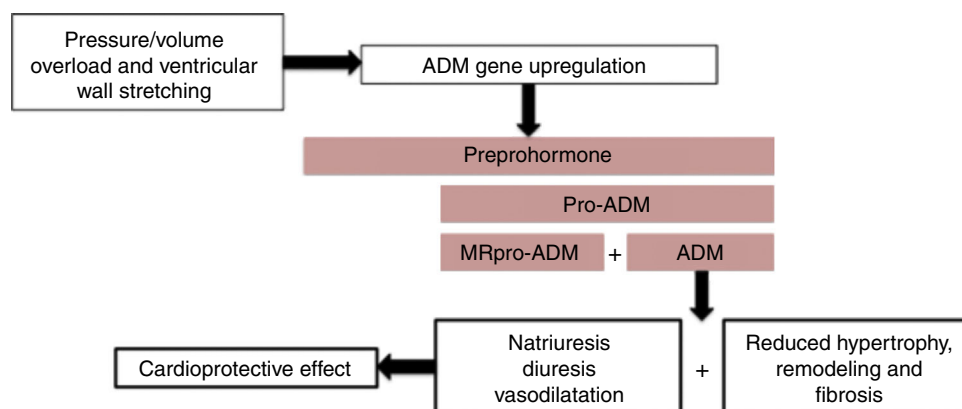 Pressure/volume
overload and ventricular
wall stretching
ADM gene upregulation
Preprohormone
Pro-ADM
MRpro-ADM + ADM
Cardioprotective effect
Natriuresis
diuresis
vasodilatation
+
Reduced hypertrophy,
remodeling and
fibrosis